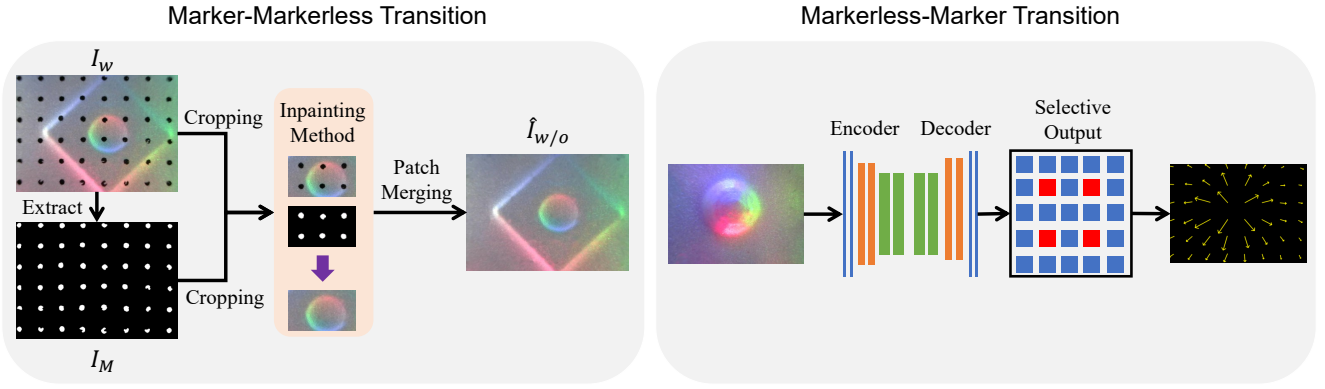 Marker-Markerless Transition
I_w
Cropping
Extract
Cropping
I_M
Inpainting
Method
Patch
Merging
Î_{w/o}
Markerless-Marker Transition
Encoder
Decoder
Selective
Output